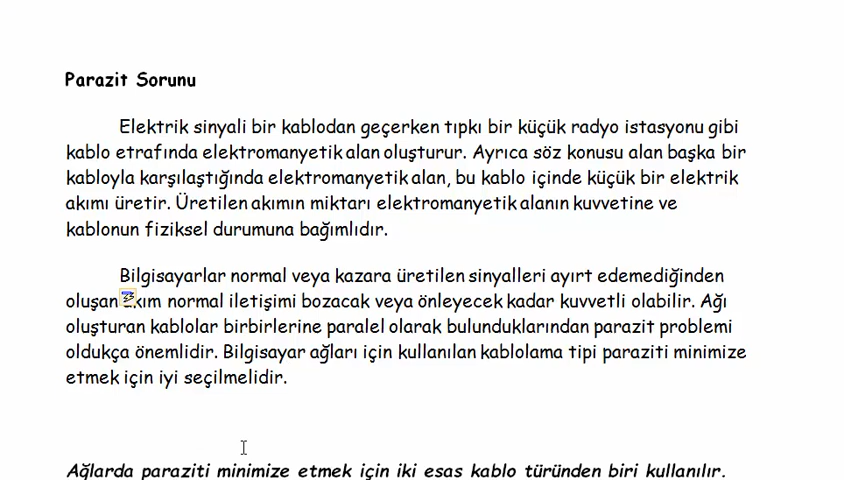 Parazit Sorunu
Elektrik sinyali bir kablodan geçerken tıpkı bir küçük radyo istasyonu gibi
kablo etrafında elektromanyetik alan oluşturur. Ayrıca söz konusu alan başka bir
kabloyla karşılaştığında elektromanyetik alan, bu kablo içinde küçük bir elektrik
akımı üretir. Üretilen akımın miktarı elektromanyetik alanın kuvvetine ve
kablonun fiziksel durumuna bağımlıdır.
Bilgisayarlar normal veya kazara üretilen sinyalleri ayırt edemediğinden
oluşan akım normal iletişimi bozacak veya önleyecek kadar kuvvetli olabilir. Ağı
oluşturan kablolar birbirlerine paralel olarak bulunduklarından parazit problemi
oldukça önemlidir. Bilgisayar ağları için kullanılan kablolama tipi paraziti minimize
etmek için iyi seçilmelidir.
Ağlarda paraziti minimize etmek için iki esas kablo türünden biri kullanılır.